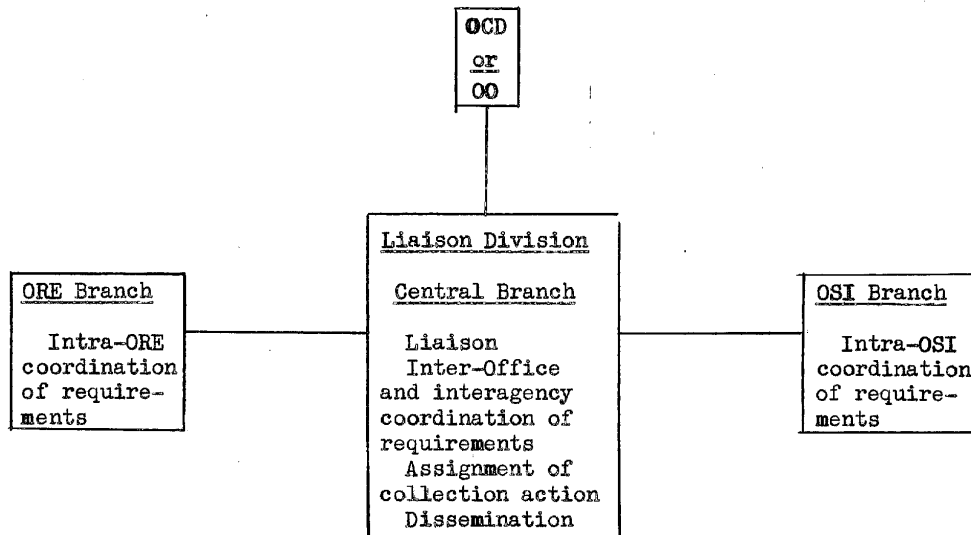 OCD
or
OO
Liaison Division
Central Branch
Liaison
Inter-Office
and interagency
coordination of
requirements
Assignment of
collection action
Dissemination
ORE Branch
Intra-ORE
coordination
of require-
ments
OSI Branch
Intra-OSI
coordination
of require-
ments